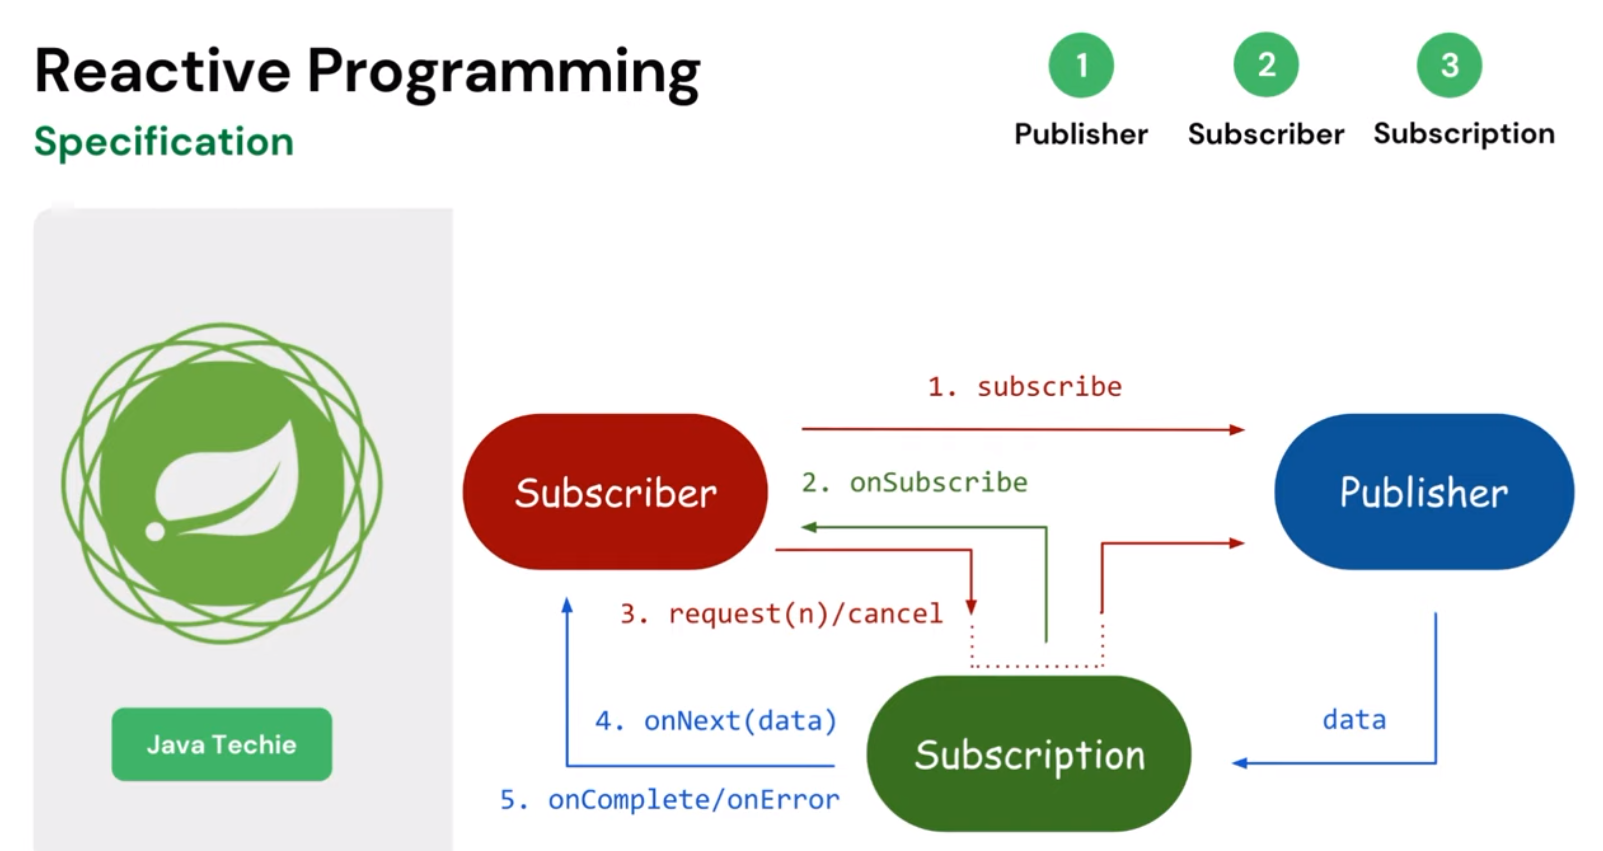 Reactive Programming
Specification
1
2
3
Publisher
Subscriber
Subscription
1. subscribe
Subscriber
2. onSubscribe
Publisher
3. request(n)/cancel
4. onNext(data)
data
Java Techie
Subscription
5. onComplete/onError